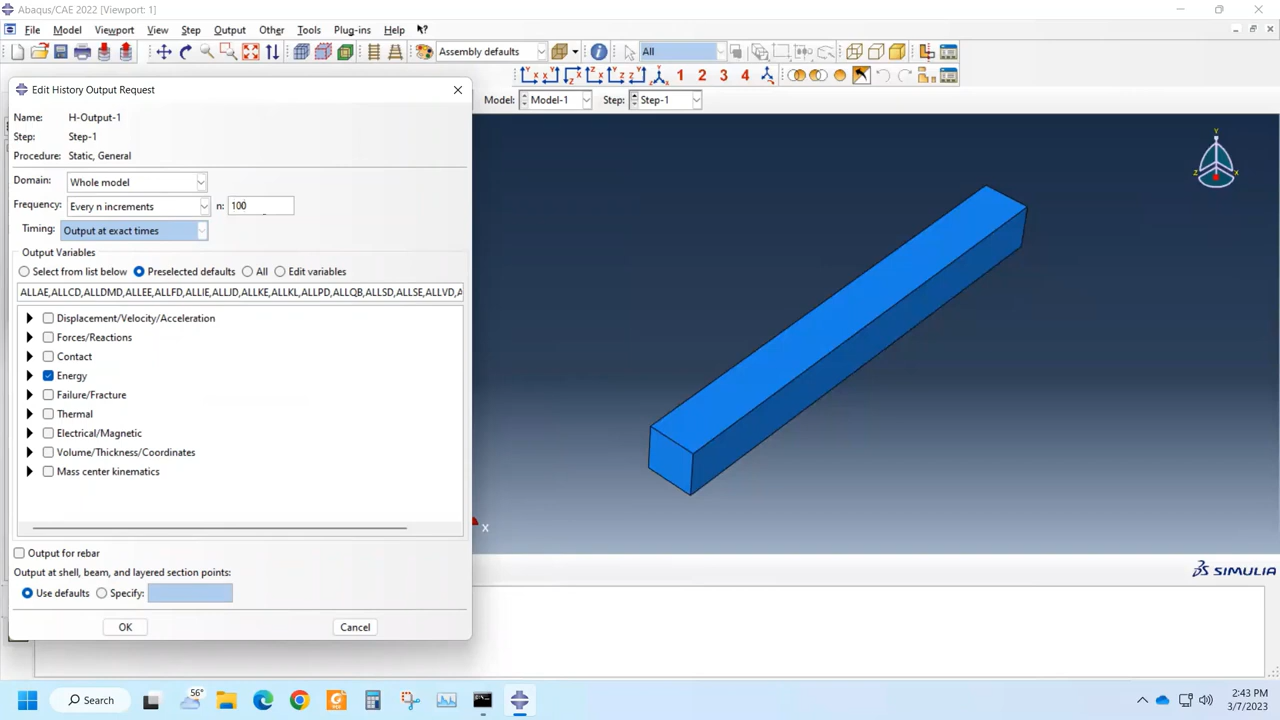 Abaqus/CAE 2022 [Viewport: 1]
File Model Viewport View Step Output Other Tools Plug-ins Help
Assembly defaults All
1 2 3 4
Edit History Output Request
Model: Model-1 Step: Step-1
Name: H-Output-1
Step: Step-1
Procedure: Static, General
Domain: Whole model
Frequency: Every n increments n: 100
Timing: Output at exact times
Output Variables
Select from list below Preselected defaults All Edit variables
ALLAE,ALLCD,ALLDMD,ALLEE,ALLFD,ALLIE,ALLJD,ALLKE,ALLKL,ALLPD,ALLQB,ALLSD,ALLSE,ALLVD,A
Displacement/Velocity/Acceleration
Forces/Reactions
Contact
Energy
Failure/Fracture
Thermal
Electrical/Magnetic
Volume/Thickness/Coordinates
Mass center kinematics
Output for rebar
Output at shell, beam, and layered section points:
Use defaults Specify:
OK Cancel
Y
Z X
X
SIMULIA
Search
56°
2:43 PM
3/7/2023